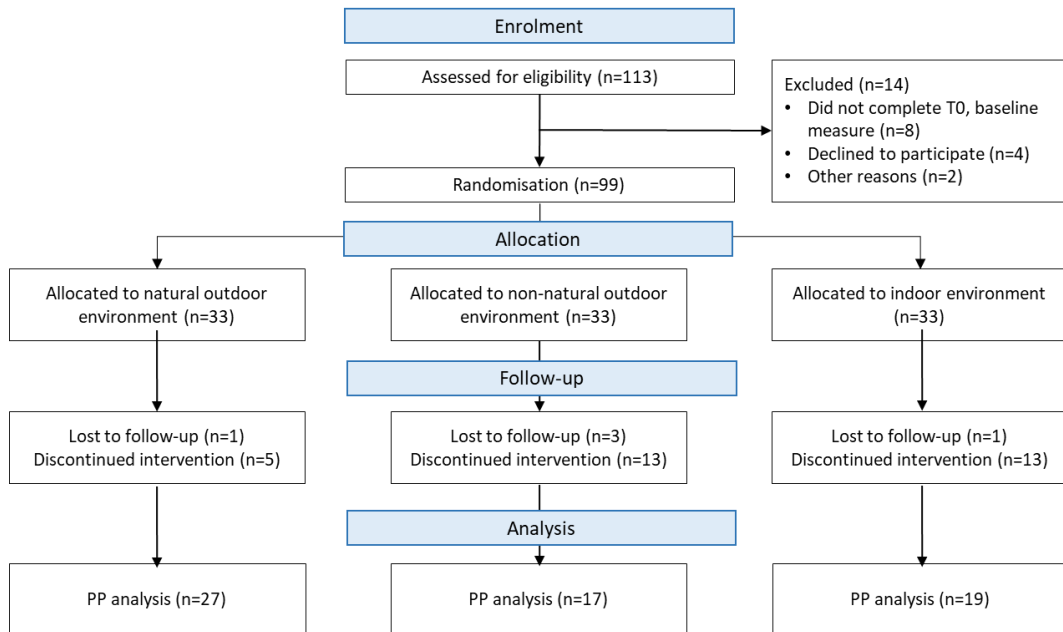 Enrolment
Assessed for eligibility (n=113)
Excluded (n=14)
• Did not complete T0, baseline
measure (n=8)
• Declined to participate (n=4)
• Other reasons (n=2)
Randomisation (n=99)
Allocation
Allocated to natural outdoor
environment (n=33)
Allocated to non-natural outdoor
environment (n=33)
Allocated to indoor environment
(n=33)
Follow-up
Lost to follow-up (n=1)
Discontinued intervention (n=5)
Lost to follow-up (n=3)
Discontinued intervention (n=13)
Lost to follow-up (n=1)
Discontinued intervention (n=13)
Analysis
PP analysis (n=27)
PP analysis (n=17)
PP analysis (n=19)